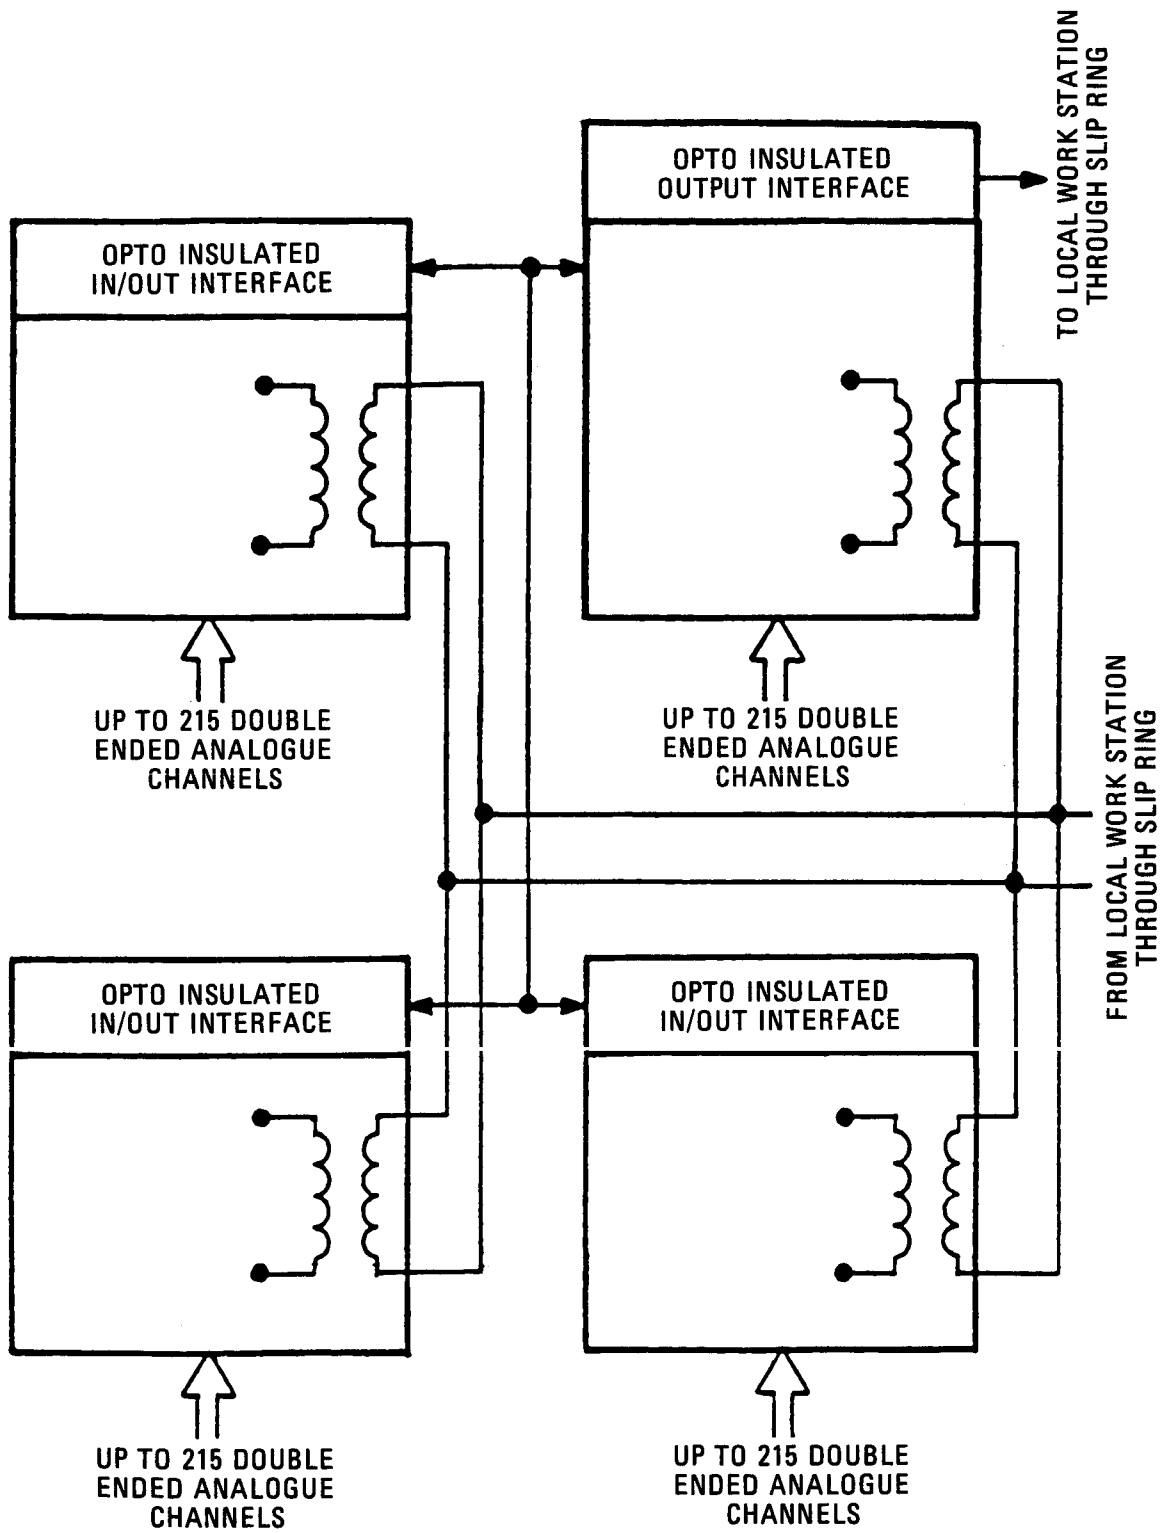 TO LOCAL WORK STATION
THROUGH SLIP RING
OPTO INSULATED
OUTPUT INTERFACE
OPTO INSULATED
IN/OUT INTERFACE
UP TO 215 DOUBLE
ENDED ANALOGUE
CHANNELS
UP TO 215 DOUBLE
ENDED ANALOGUE
CHANNELS
FROM LOCAL WORK STATION
THROUGH SLIP RING
OPTO INSULATED
IN/OUT INTERFACE
OPTO INSULATED
IN/OUT INTERFACE
UP TO 215 DOUBLE
ENDED ANALOGUE
CHANNELS
UP TO 215 DOUBLE
ENDED ANALOGUE
CHANNELS